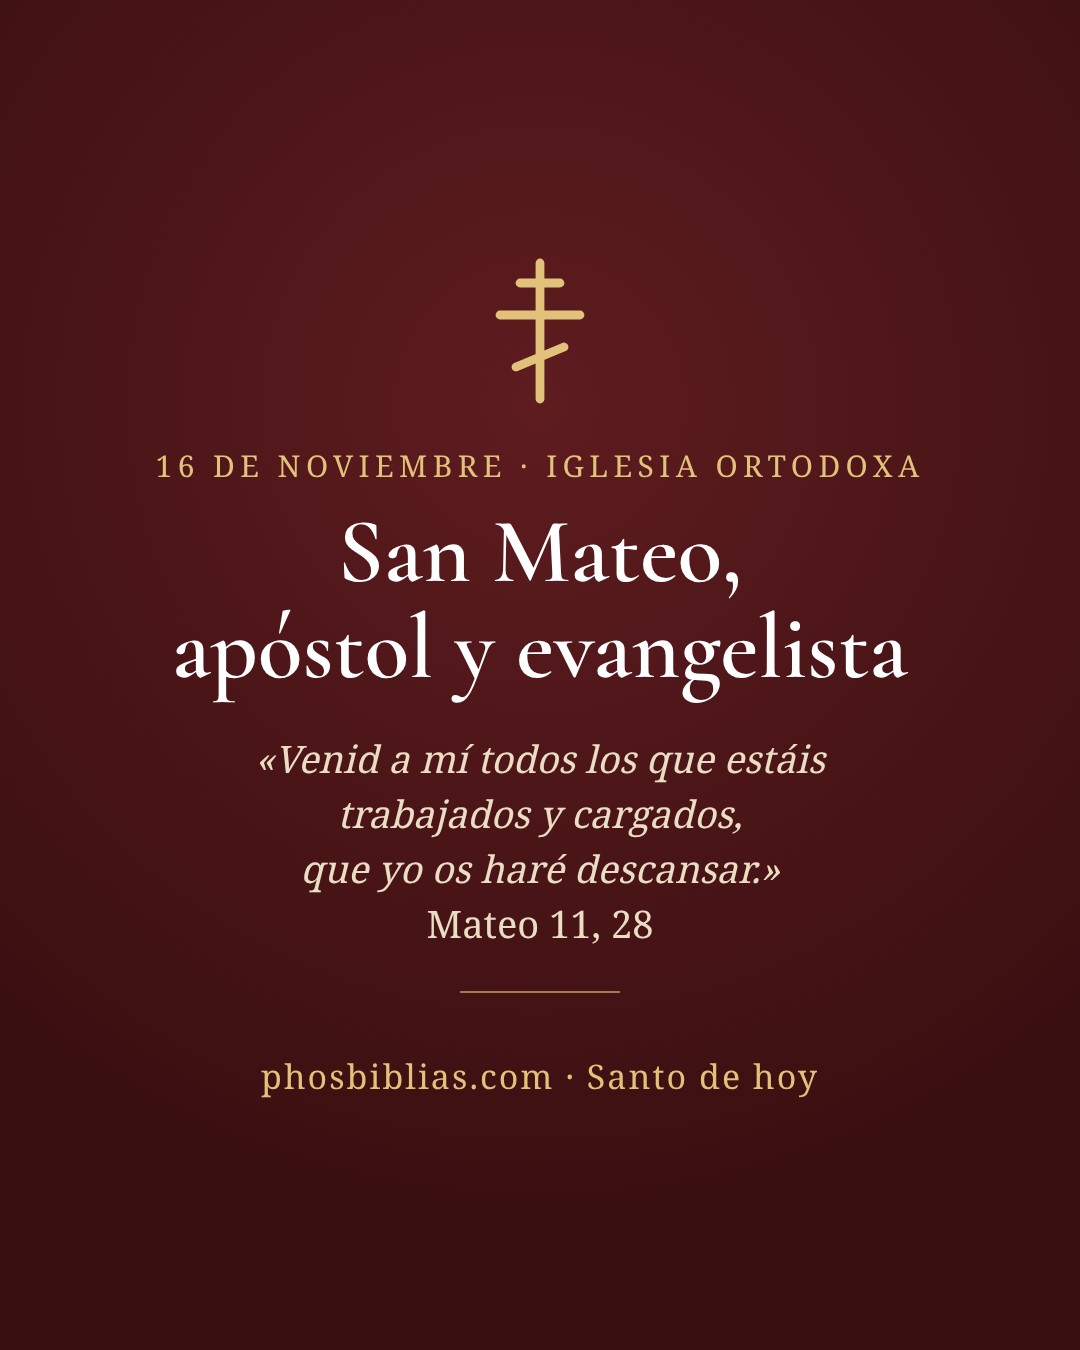 16 DE NOVIEMBRE · IGLESIA ORTODOXA
San Mateo,
apóstol y evangelista
«Venid a mí todos los que estáis
trabajados y cargados,
que yo os haré descansar.»
Mateo 11, 28
phosbiblias.com · Santo de hoy